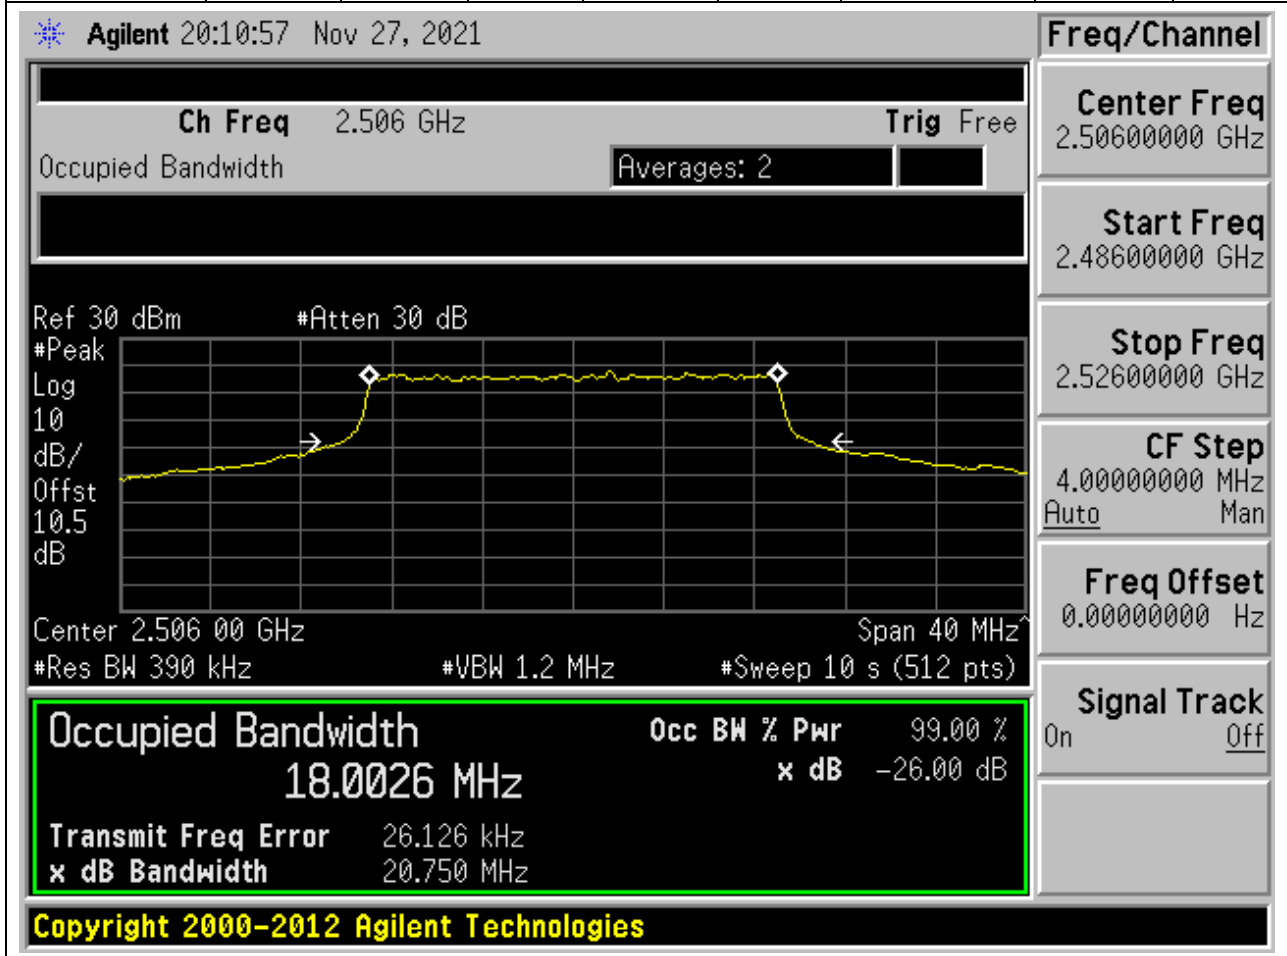 Agilent 20:10:57 Nov 27, 2021
Freq/Channel
Ch Freq 2.506 GHz Trig Free
Occupied Bandwidth Averages: 2
Ref 30 dBm #Atten 30 dB
#Peak
Log
10
dB/
Offst
10.5
dB
Center 2.506 00 GHz Span 40 MHz^
#Res BW 390 kHz #VBW 1.2 MHz #Sweep 10 s (512 pts)
Occupied Bandwidth Occ BW % Pwr 99.00 %
18.0026 MHz x dB -26.00 dB
Transmit Freq Error 26.126 kHz
x dB Bandwidth 20.750 MHz
Copyright 2000-2012 Agilent Technologies
Center Freq
2.50600000 GHz
Start Freq
2.48600000 GHz
Stop Freq
2.52600000 GHz
CF Step
4.00000000 MHz
Auto Man
Freq Offset
0.00000000 Hz
Signal Track
On Off